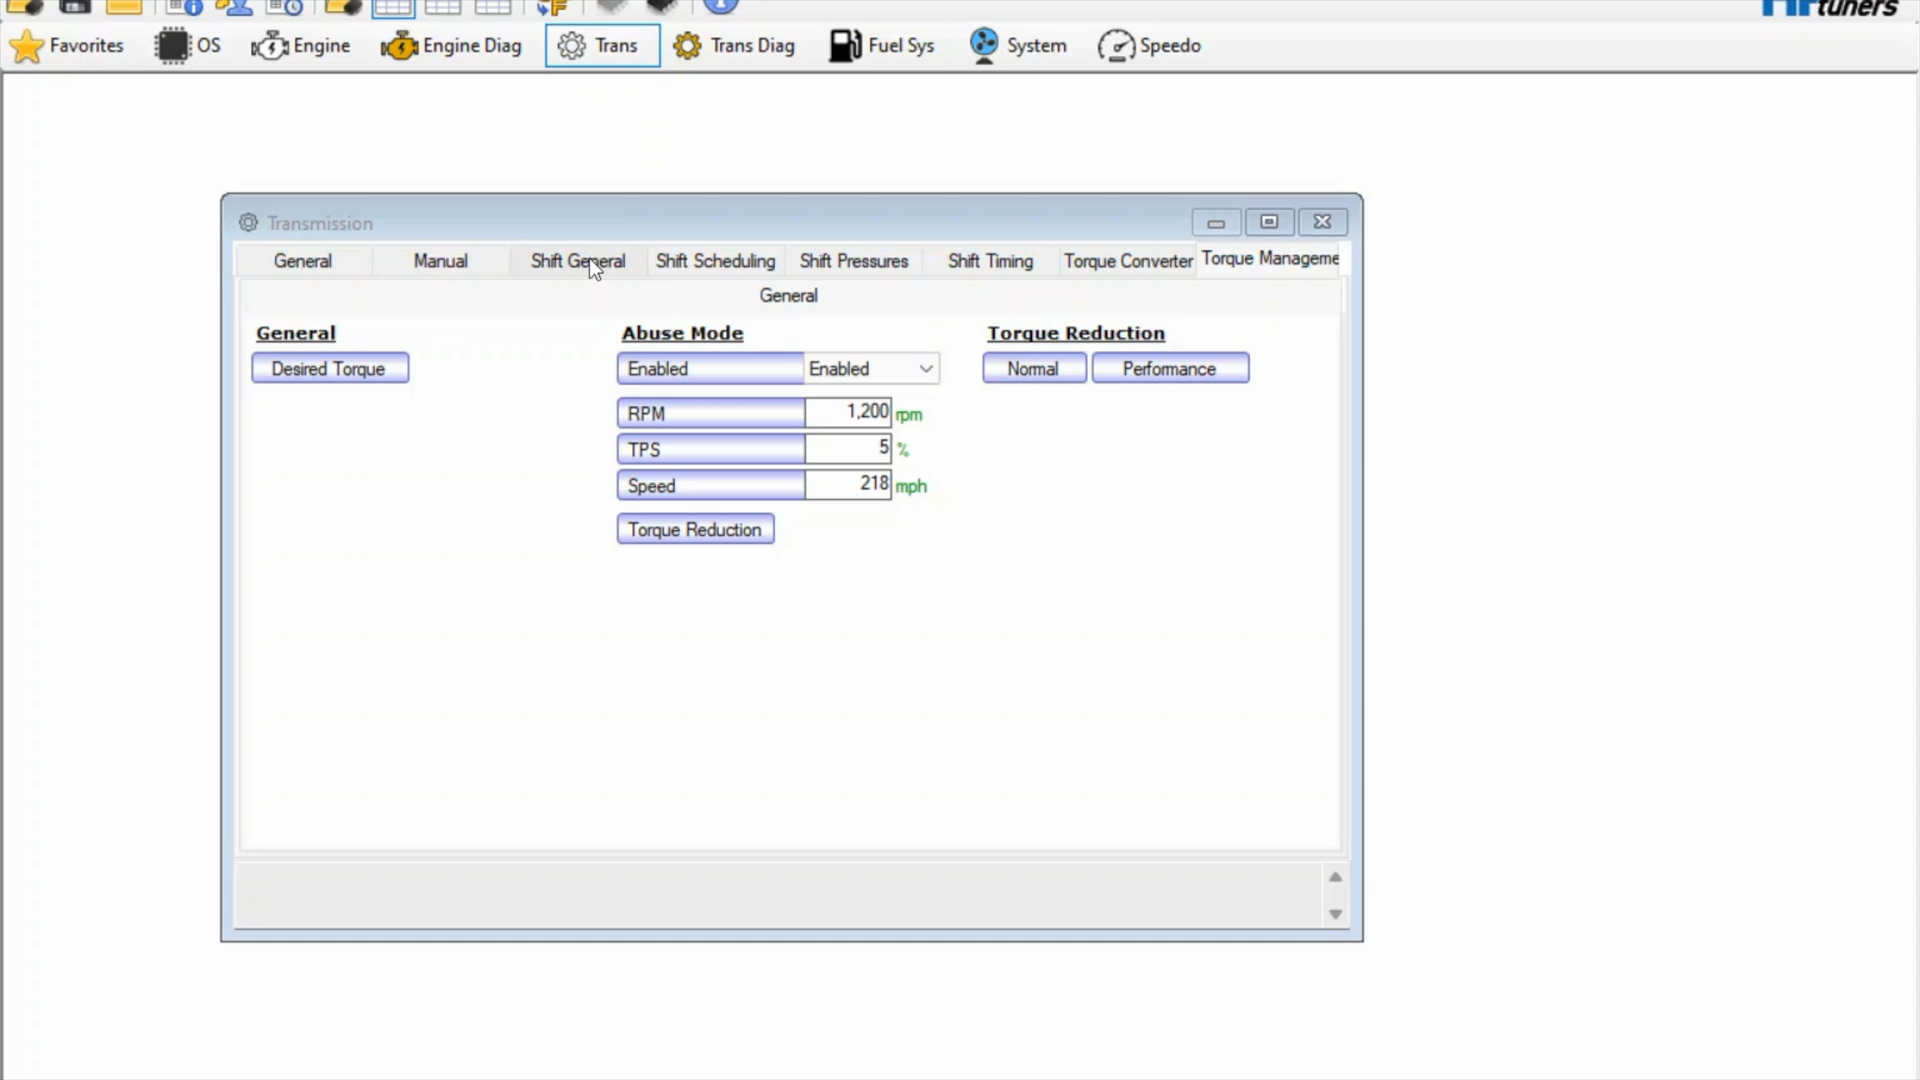 tuners
Favorites OS Engine Engine Diag Trans Trans Diag Fuel Sys System Speedo
Transmission
General Manual Shift General Shift Scheduling Shift Pressures Shift Timing Torque Converter Torque Manageme
General
General Abuse Mode Torque Reduction
Desired Torque Enabled Enabled Normal Performance
RPM 1,200 rpm
TPS 5 %
Speed 218 mph
Torque Reduction